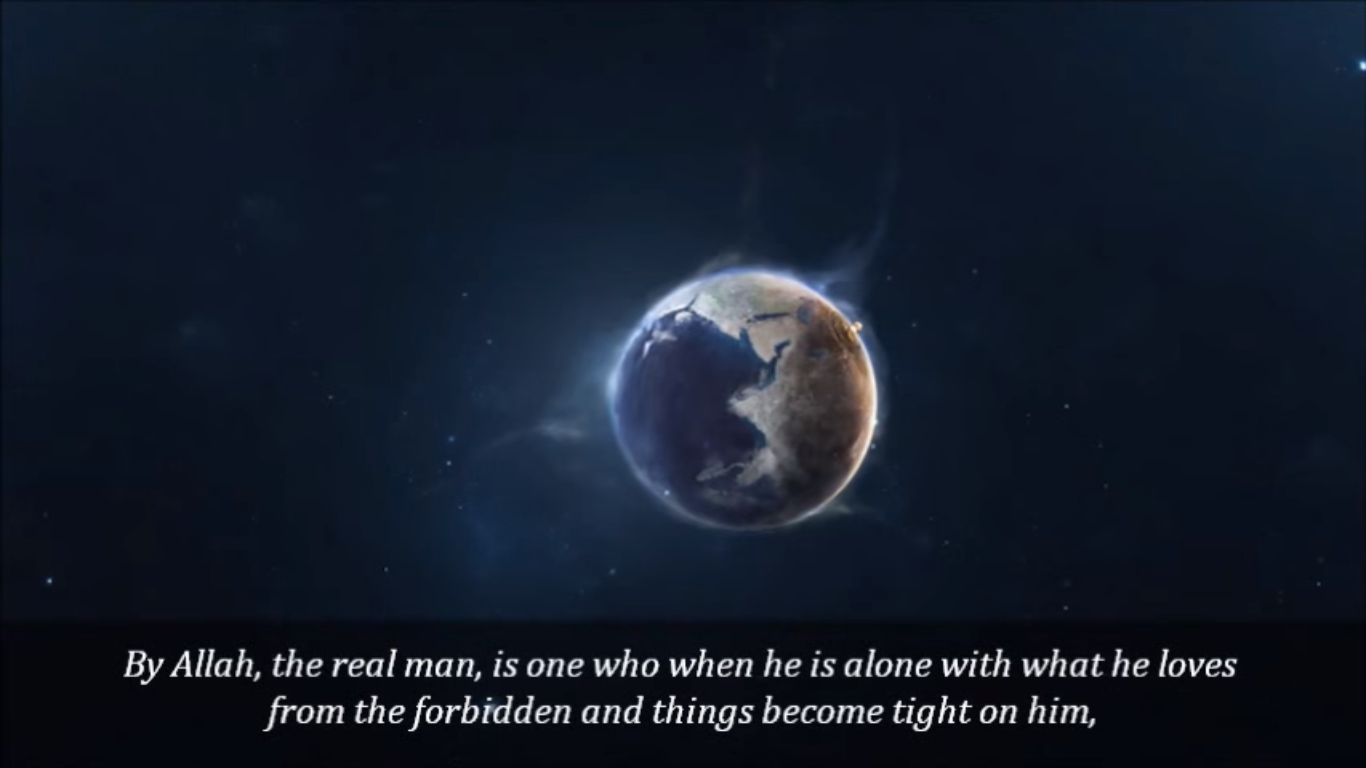 By Allah, the real man, is one who when he is alone with what he loves
from the forbidden and things become tight on him,